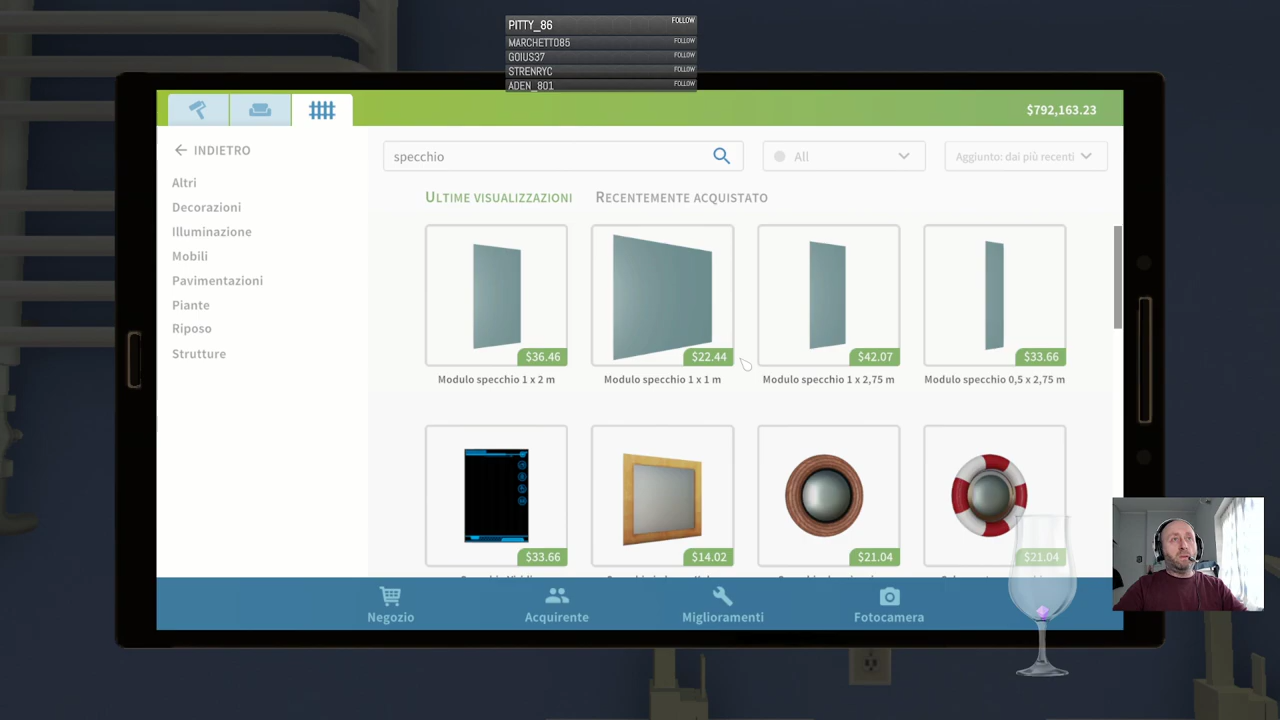 PITTY_86 FOLLOW
MARCHETTO85 FOLLOW
GOIUS37 FOLLOW
STRENRYC FOLLOW
ADEN_801 FOLLOW
$792,163.23
INDIETRO
specchio
All
Aggiunto: dai più recenti
Altri
Decorazioni
Illuminazione
Mobili
Pavimentazioni
Piante
Riposo
Strutture
ULTIME VISUALIZZAZIONI RECENTEMENTE ACQUISTATO
$36.46 $22.44 $42.07 $33.66
Modulo specchio 1 x 2 m Modulo specchio 1 x 1 m Modulo specchio 1 x 2,75 m Modulo specchio 0,5 x 2,75 m
$33.66 $14.02 $21.04 $21.04
Negozio Acquirente Miglioramenti Fotocamera